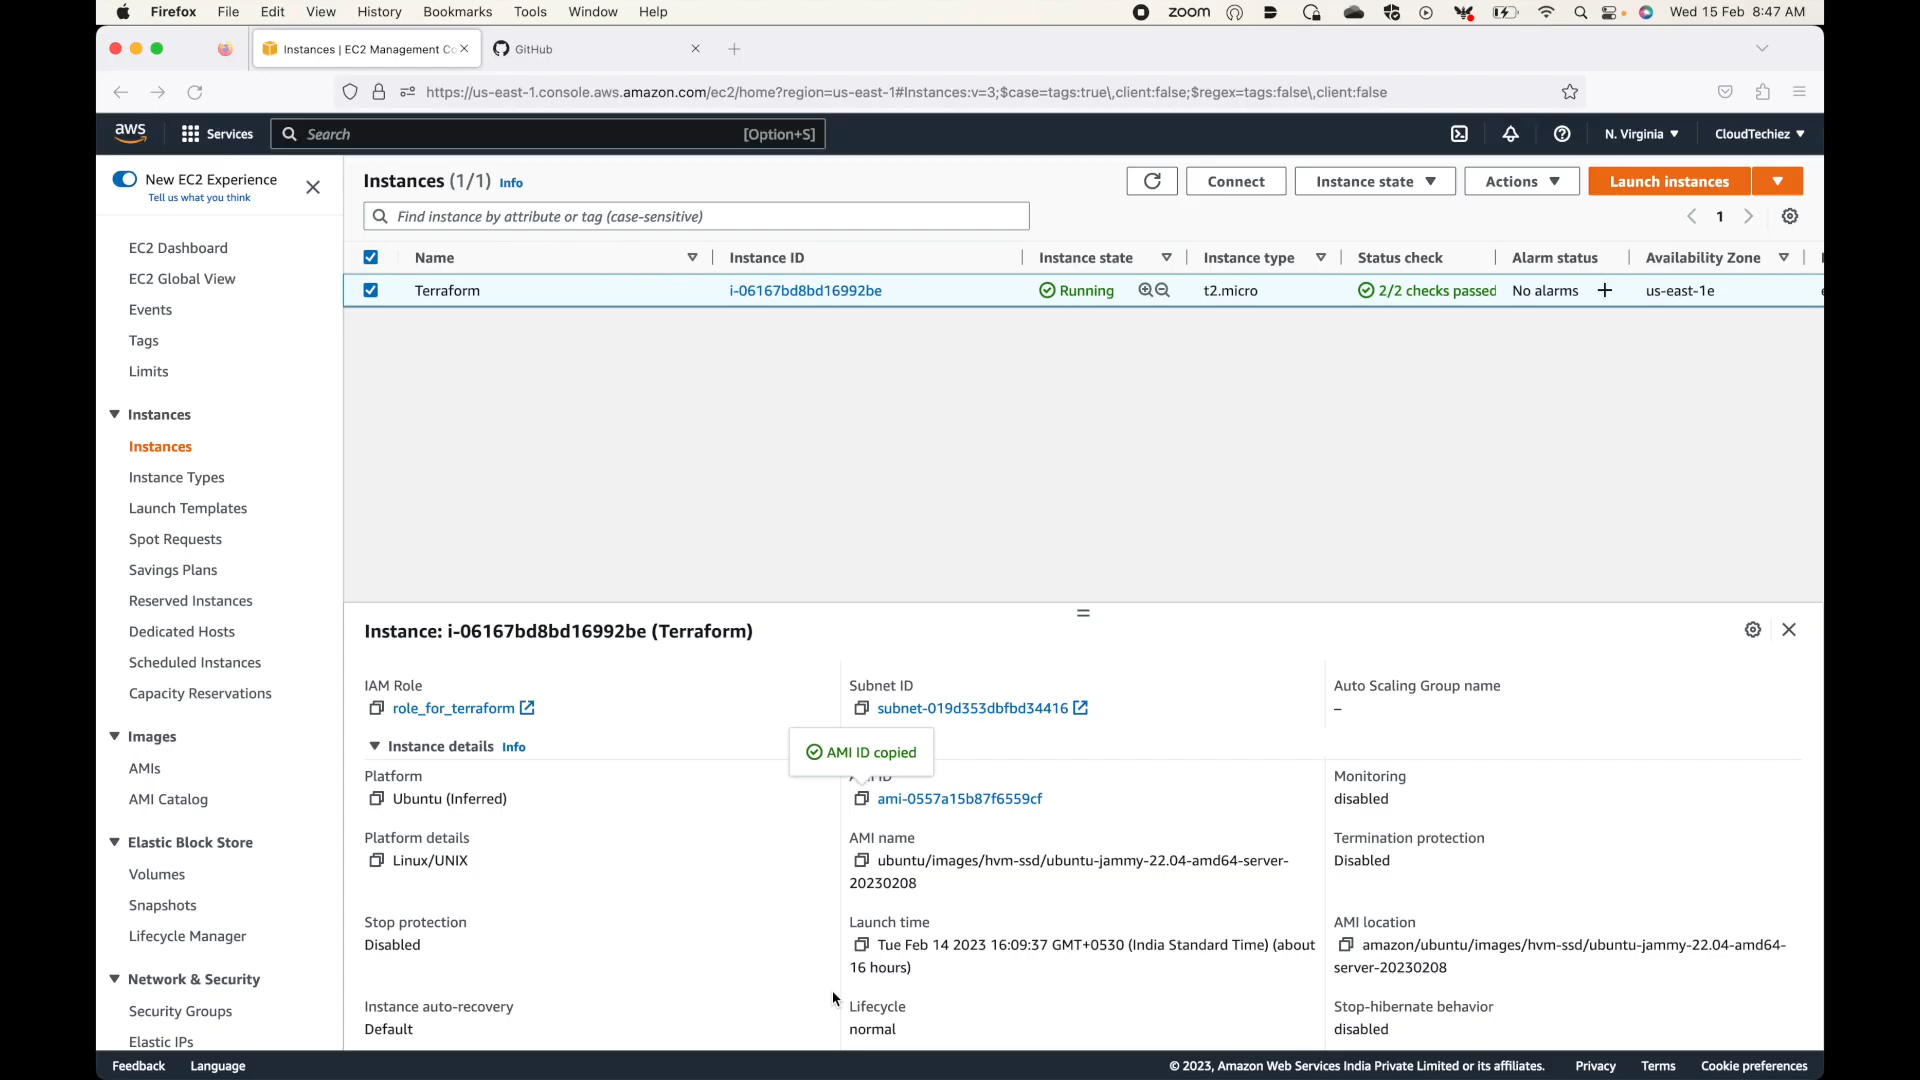 Firefox File Edit View History Bookmarks Tools Window Help zoom Wed 15 Feb 8:47 AM
Instances | EC2 Management Co GitHub
https://us-east-1.console.aws.amazon.com/ec2/home?region=us-east-1#Instances:v=3;$case=tags:true\,client:false;$regex=tags:false\,client:false
aws Services Search [Option+S] N. Virginia CloudTechiez
New EC2 Experience
Tell us what you think
EC2 Dashboard
EC2 Global View
Events
Tags
Limits
Instances
Instances
Instance Types
Launch Templates
Spot Requests
Savings Plans
Reserved Instances
Dedicated Hosts
Scheduled Instances
Capacity Reservations
Images
AMIs
AMI Catalog
Elastic Block Store
Volumes
Snapshots
Lifecycle Manager
Network & Security
Security Groups
Elastic IPs
Instances (1/1) Info
Connect Instance state Actions Launch instances
Find instance by attribute or tag (case-sensitive)
1
Name Instance ID Instance state Instance type Status check Alarm status Availability Zone
Terraform i-06167bd8bd16992be Running t2.micro 2/2 checks passed No alarms us-east-1e
Instance: i-06167bd8bd16992be (Terraform)
IAM Role Subnet ID Auto Scaling Group name
role_for_terraform subnet-019d353dbfbd34416 –
Instance details Info
AMI ID copied
Platform Monitoring
Ubuntu (Inferred) ami-0557a15b87f6559cf disabled
Platform details AMI name Termination protection
Linux/UNIX ubuntu/images/hvm-ssd/ubuntu-jammy-22.04-amd64-server- Disabled
20230208
Stop protection Launch time AMI location
Disabled Tue Feb 14 2023 16:09:37 GMT+0530 (India Standard Time) (about amazon/ubuntu/images/hvm-ssd/ubuntu-jammy-22.04-amd64-
16 hours) server-20230208
Instance auto-recovery Lifecycle Stop-hibernate behavior
Default normal disabled
Feedback Language © 2023, Amazon Web Services India Private Limited or its affiliates. Privacy Terms Cookie preferences